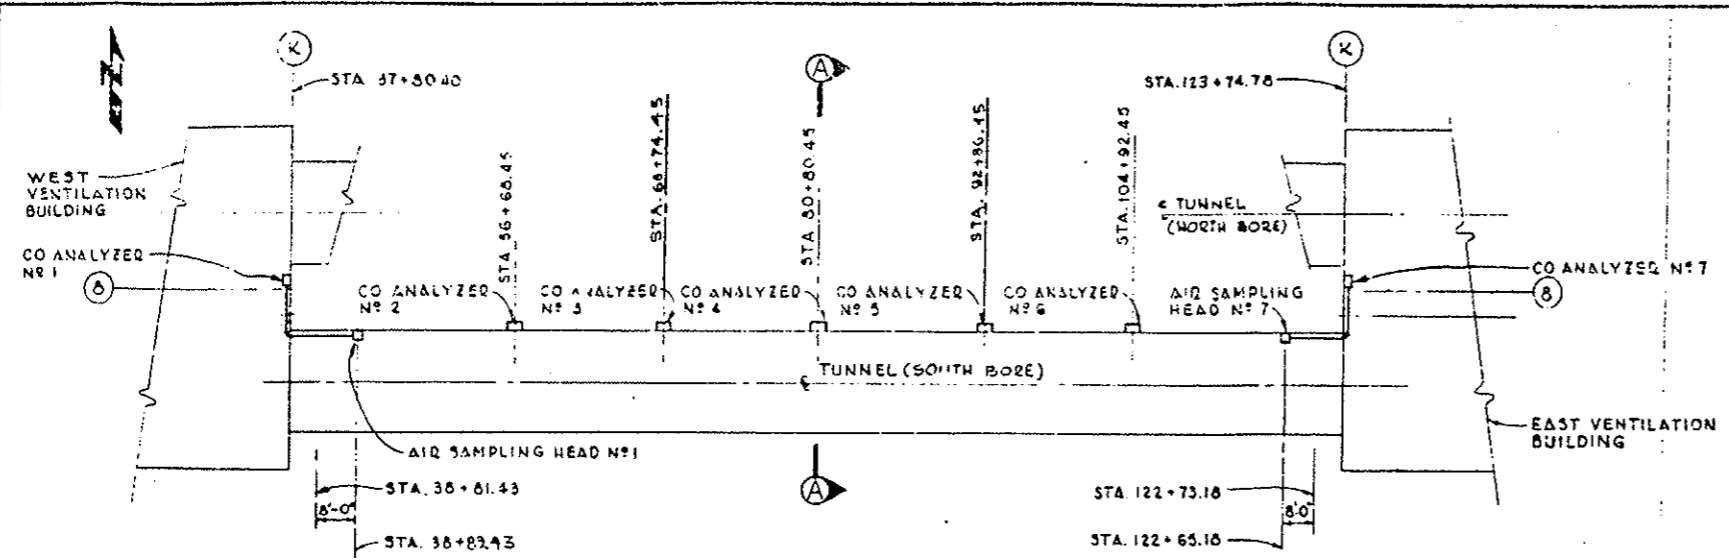 K
K
STA 37+80.40
A
STA. 123+74.78
STA 56+68.45
STA. 68+74.45
STA 80+80.45
STA. 92+86.45
STA. 104+92.45
WEST
VENTILATION
BUILDING
℄ TUNNEL
(NORTH BORE)
CO ANALYZER
Nº 1
8
CO ANALYZER
Nº 2
CO ANALYZER
Nº 3
CO ANALYZER
Nº 4
CO ANALYZER
Nº 5
CO ANALYZER
Nº 6
AIR SAMPLING
HEAD Nº 7
CO ANALYZER Nº 7
8
℄ TUNNEL (SOUTH BORE)
AIR SAMPLING HEAD Nº 1
EAST VENTILATION
BUILDING
STA. 38+81.43
8'-0"
STA. 38+89.43
A
STA. 122+73.18
8'0"
STA. 122+65.18